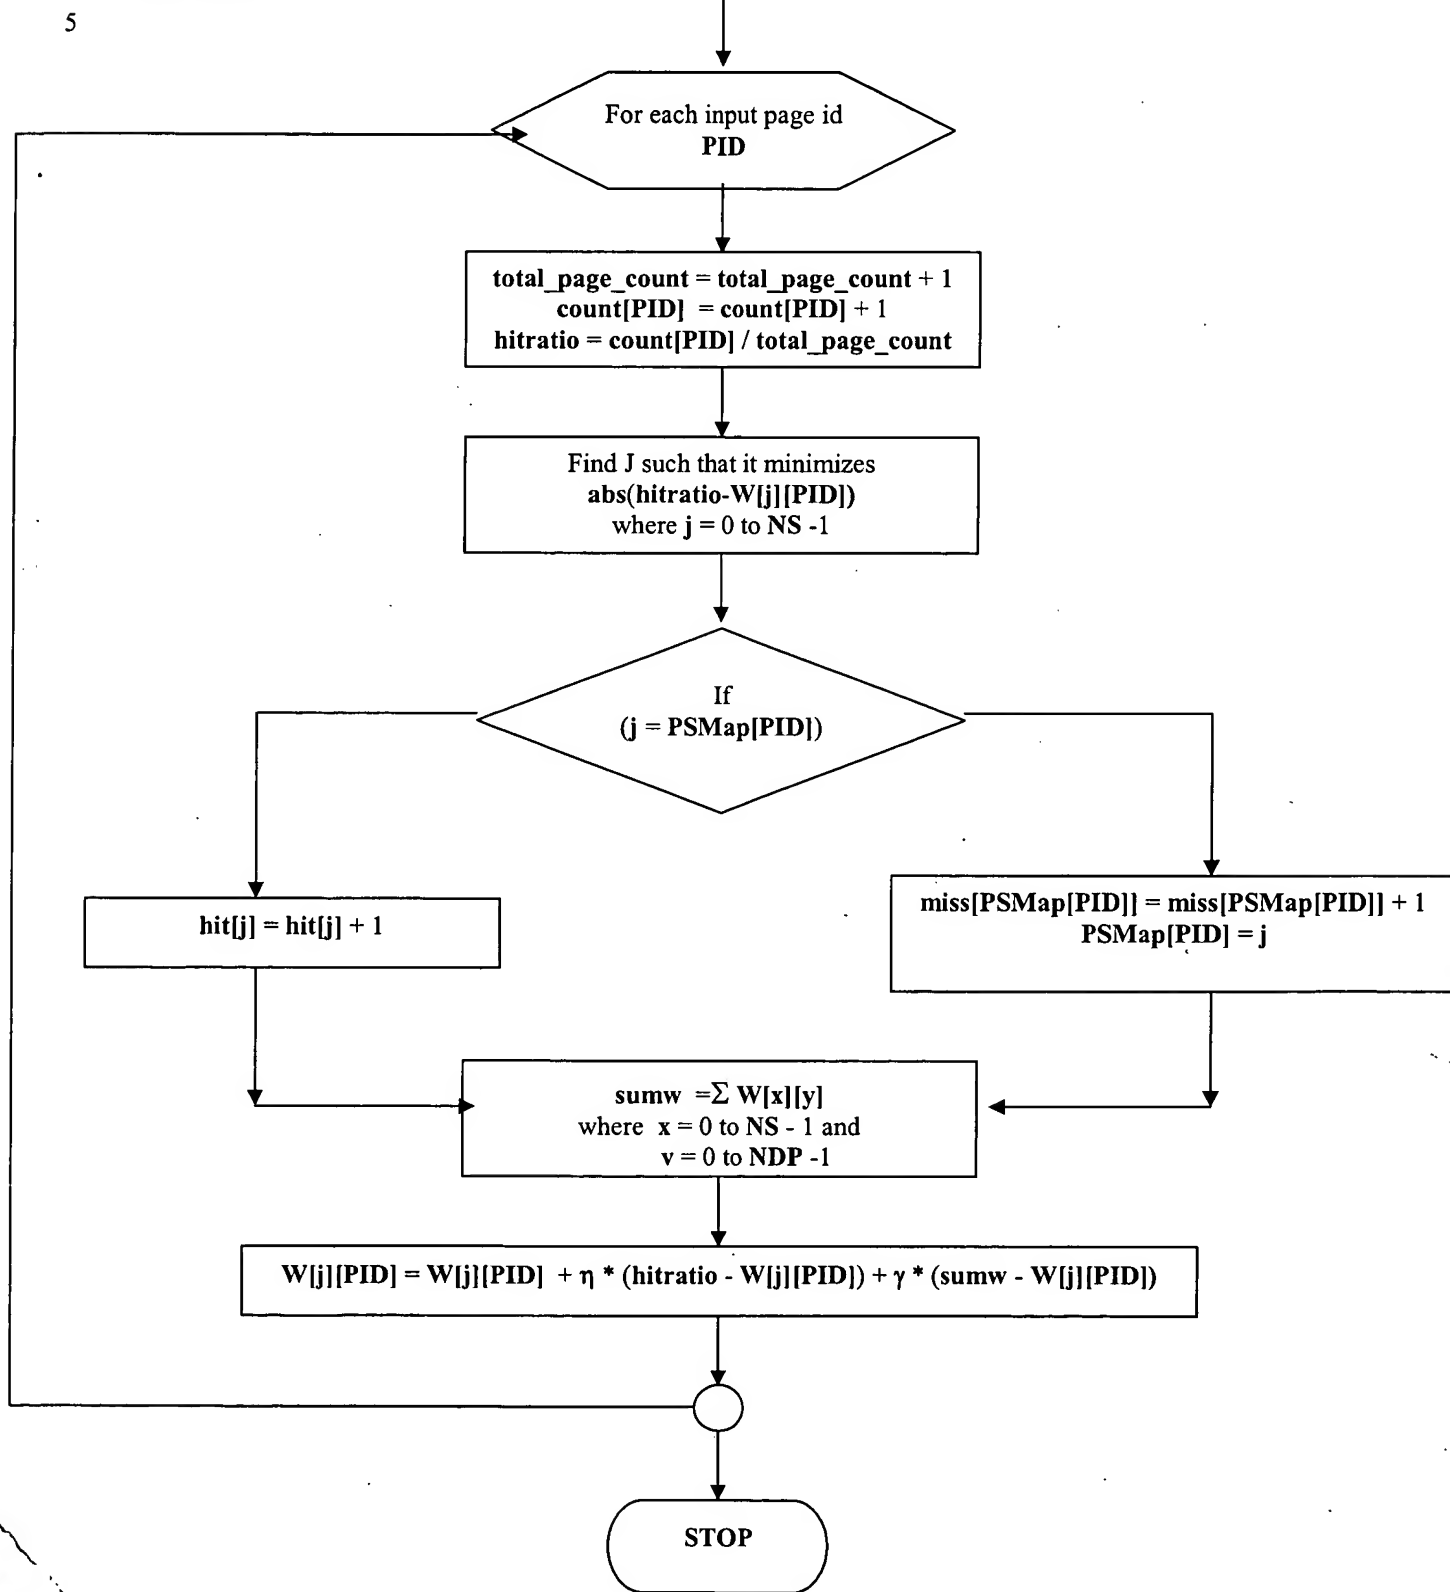 5
For each input page id
PID
total_page_count = total_page_count + 1
count[PID] = count[PID] + 1
hitratio = count[PID] / total_page_count
Find J such that it minimizes
abs(hitratio-W[j][PID])
where j = 0 to NS -1
If
(j = PSMap[PID])
hit[j] = hit[j] + 1
miss[PSMap[PID]] = miss[PSMap[PID]] + 1
PSMap[PID] = j
sumw =Σ W[x][y]
where x = 0 to NS - 1 and
v = 0 to NDP -1
W[j][PID] = W[j][PID] + η * (hitratio - W[j][PID]) + γ * (sumw - W[j][PID])
STOP